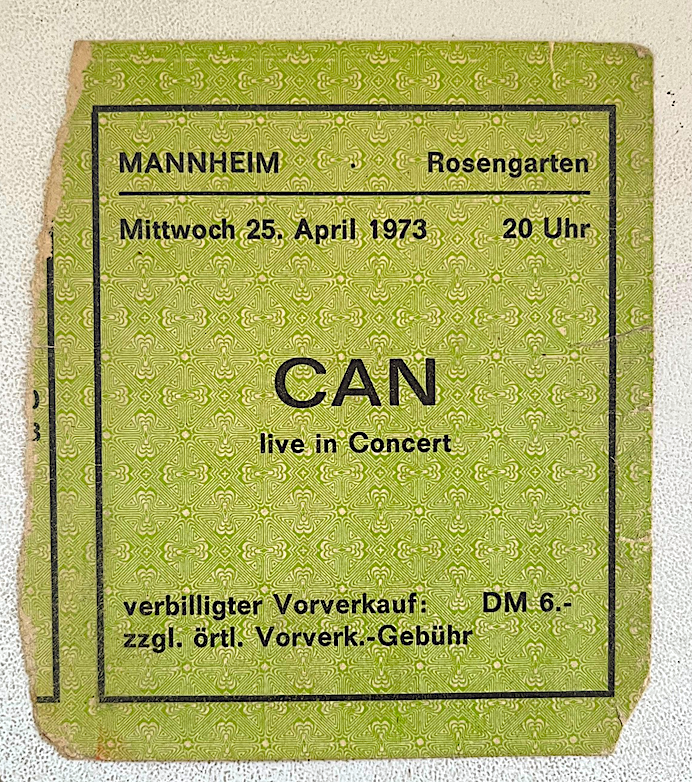 MANNHEIM . Rosengarten
Mittwoch 25. April 1973 20 Uhr
CAN
live in Concert
verbilligter Vorverkauf: DM 6.-
zzgl. örtl. Vorverk.-Gebühr